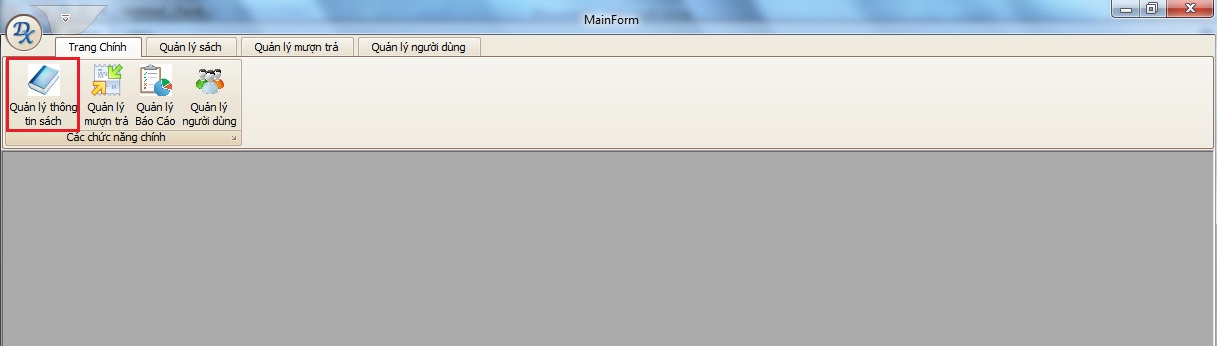 MainForm
DX
Trang Chính Quản lý sách Quản lý mượn trả Quản lý người dùng
Quản lý thông
tin sách
Quản lý
mượn trả
Quản lý
Báo Cáo
Quản lý
người dùng
Các chức năng chính